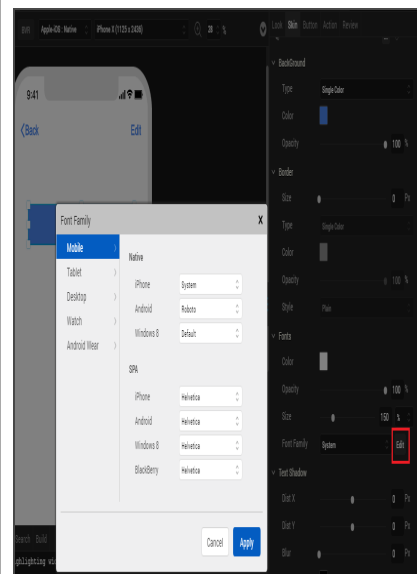 Apple-iOS : Native
iPhone X (1125 x 2436)
28 %
Look Skin Button Action Review
BackGround
Type Single Color
Color
Opacity 100 %
Border
Size 0 Px
Type Single Color
Color
Opacity 100 %
Style Plain
Fonts
Color
Opacity 100 %
Size 150 %
Font Family System Edit
Text Shadow
Dist X 0 Px
Dist Y 0 Px
Blur 0 Px
9:41
Back Edit
Font Family X
Mobile
Tablet
Desktop
Watch
Android Wear
Native
iPhone System
Android Roboto
Windows 8 Default
SPA
iPhone Helvetica
Android Helvetica
Windows 8 Helvetica
BlackBerry Helvetica
Cancel Apply
Search Build